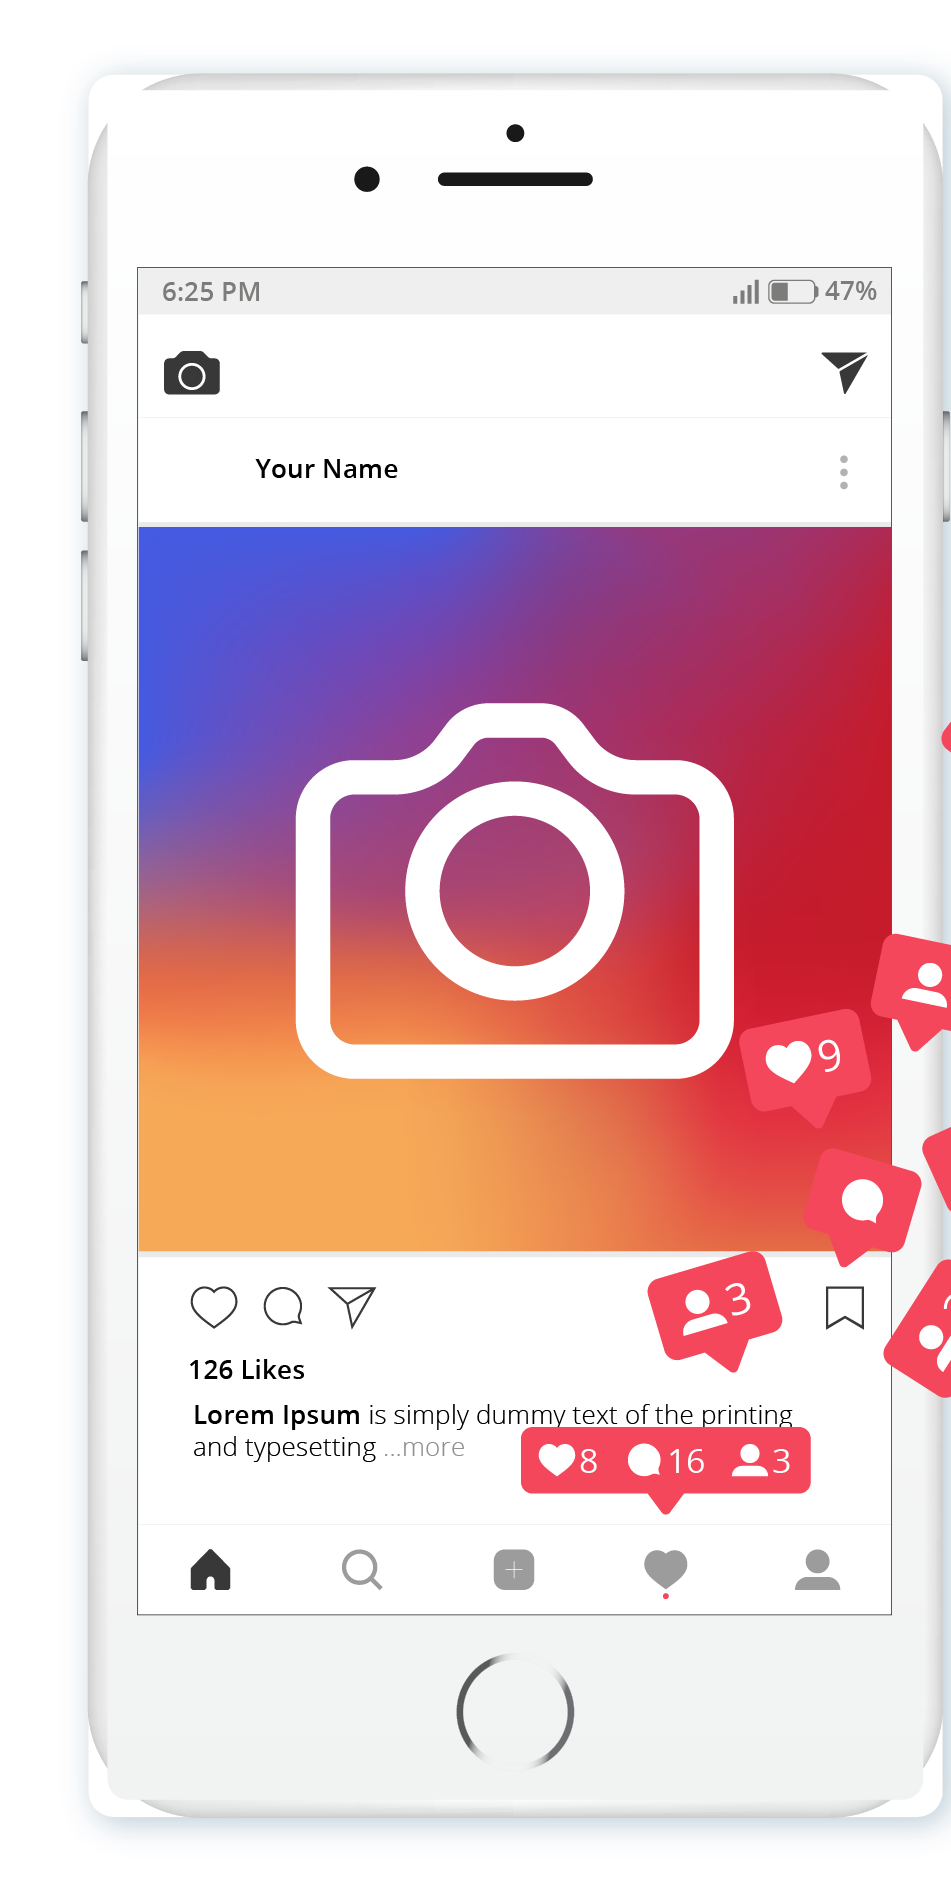 6:25 PM 47%
Your Name
9
3
126 Likes
Lorem Ipsum is simply dummy text of the printing
and typesetting ...more
8 16 3